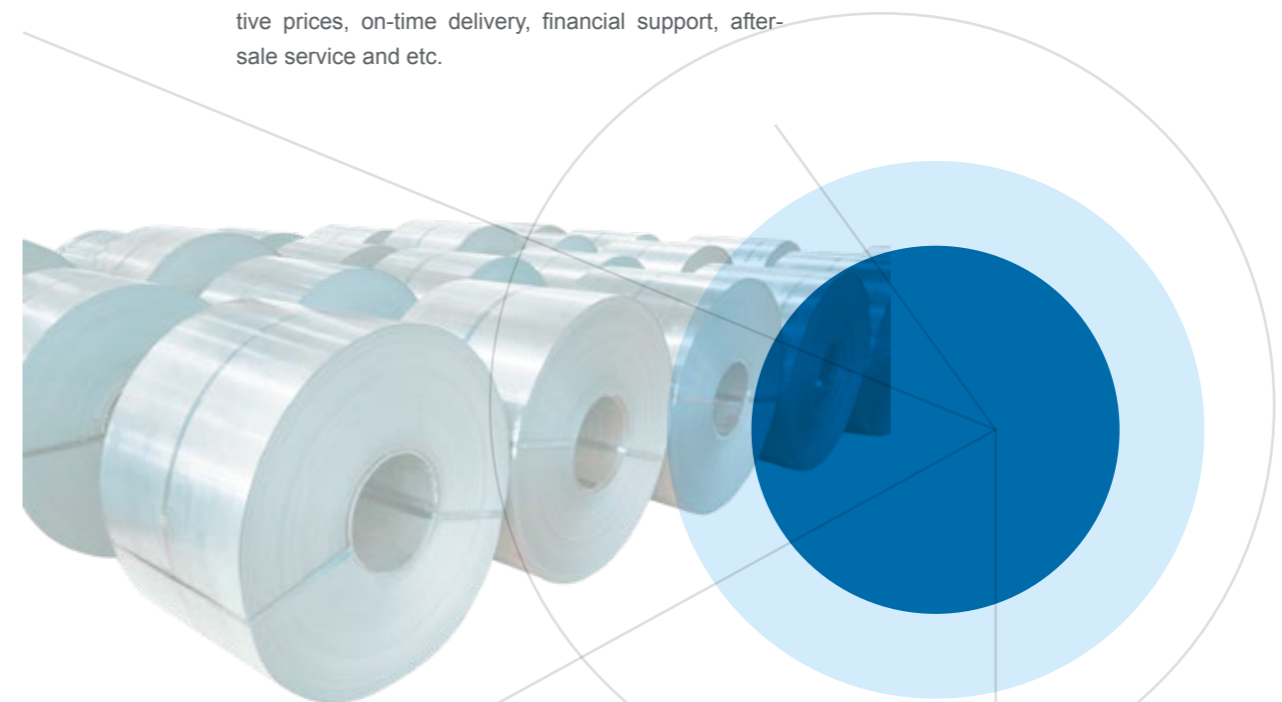 tive prices, on-time delivery, financial support, after-
sale service and etc.